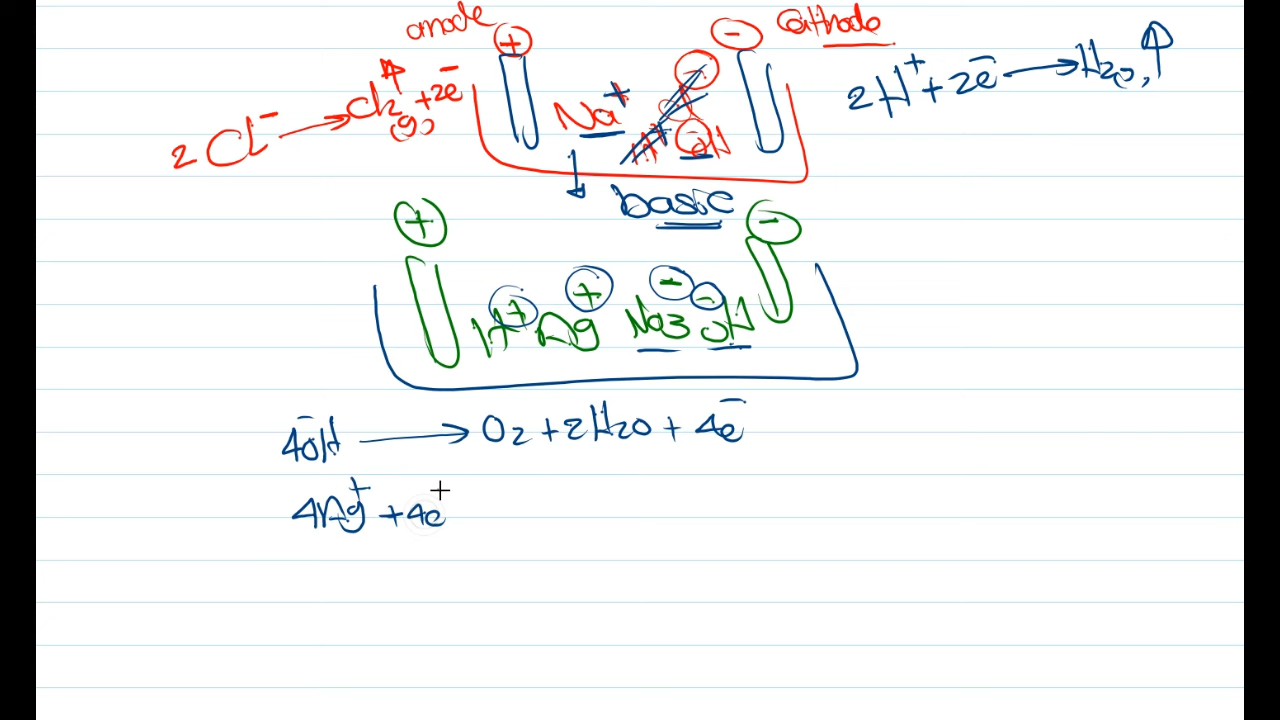 anode + - Cathode
2Cl⁻ → Cl2(g)↑ + 2e⁻
Na⁺ H⁺ OH
2H⁺ + 2e⁻ → H2(g)↑
basic
+ -
H⁺ Ag⁺ No3⁻ OH⁻
4OH⁻ → O2 + 2H2O + 4e⁻
4Ag⁺ + 4e